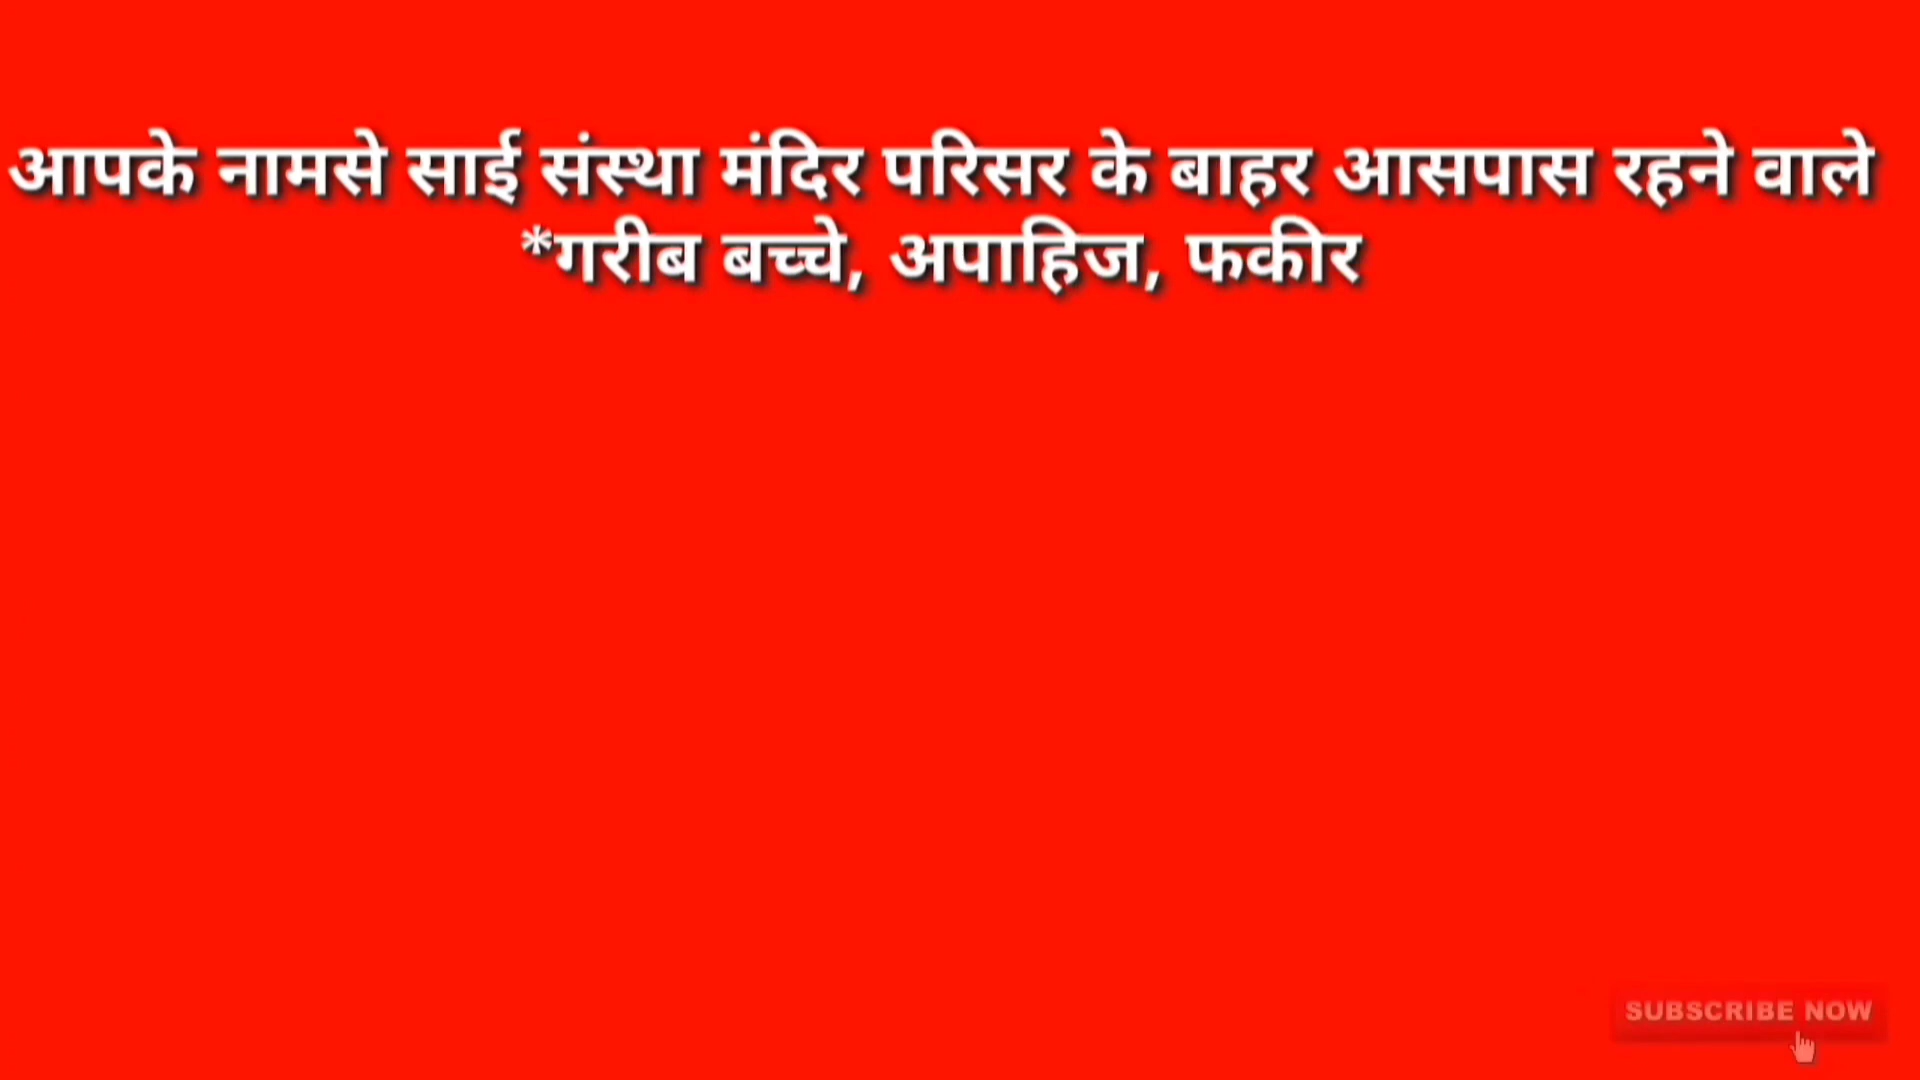 आपके नामसे साई संस्था मंदिर परिसर के बाहर आसपास रहने वाले
*गरीब बच्चे, अपाहिज, फकीर
SUBSCRIBE NOW